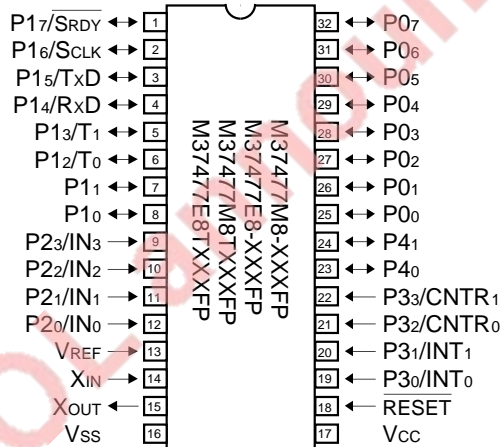 P17/SRDY 1 32 P07
P16/SCLK 2 31 P06
P15/TXD 3 30 P05
P14/RXD 4 29 P04
P13/T1 5 28 P03
P12/T0 6 27 P02
P11 7 26 P01
P10 8 25 P00
P23/IN3 9 24 P41
P22/IN2 10 23 P40
P21/IN1 11 22 P33/CNTR1
P20/IN0 12 21 P32/CNTR0
VREF 13 20 P31/INT1
XIN 14 19 P30/INT0
XOUT 15 18 RESET
VSS 16 17 VCC
M37477M8-XXXFP
M37477E8-XXXFP
M37477M8TXXXFP
M37477E8TXXXFP